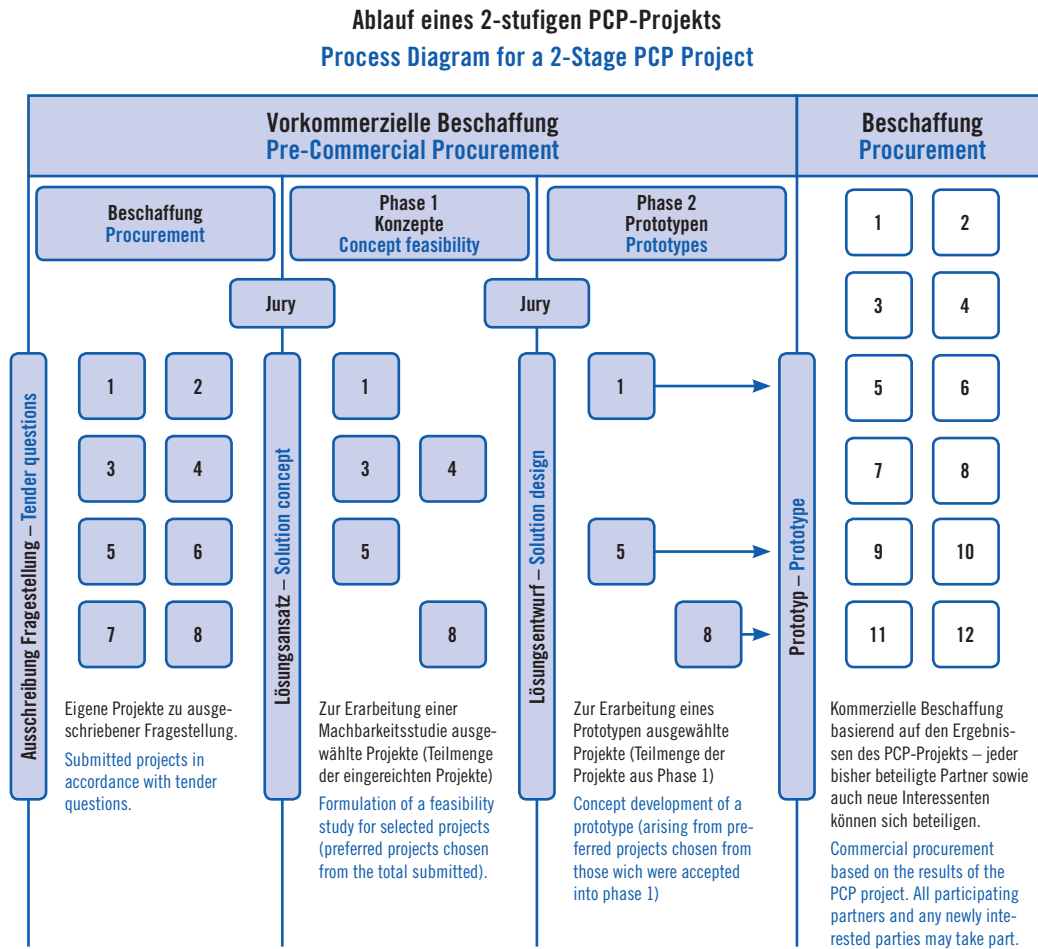 Ablauf eines 2-stufigen PCP-Projekts
Process Diagram for a 2-Stage PCP Project
Vorkommerzielle Beschaffung
Pre-Commercial Procurement
Beschaffung
Procurement
Beschaffung
Procurement
Phase 1
Konzepte
Concept feasibility
Phase 2
Prototypen
Prototypes
Jury
Jury
Ausschreibung Fragestellung – Tender questions
1 2
3 4
5 6
7 8
Eigene Projekte zu ausge-
schriebener Fragestellung.
Submitted projects in
accordance with tender
questions.
Lösungsansatz – Solution concept
1
3 4
5
8
Zur Erarbeitung einer
Machbarkeitsstudie ausge-
wählte Projekte (Teilmenge
der eingereichten Projekte)
Formulation of a feasibility
study for selected projects
(preferred projects chosen
from the total submitted).
Lösungsentwurf – Solution design
1
5
8
Zur Erarbeitung eines
Prototypen ausgewählte
Projekte (Teilmenge der
Projekte aus Phase 1)
Concept development of a
prototype (arising from pre-
ferred projects chosen from
those wich were accepted
into phase 1)
Prototyp – Prototype
1 2
3 4
5 6
7 8
9 10
11 12
Kommerzielle Beschaffung
basierend auf den Ergebnis-
sen des PCP-Projekts – jeder
bisher beteiligte Partner sowie
auch neue Interessenten
können sich beteiligen.
Commercial procurement
based on the results of the
PCP project. All participating
partners and any newly inte-
rested parties may take part.